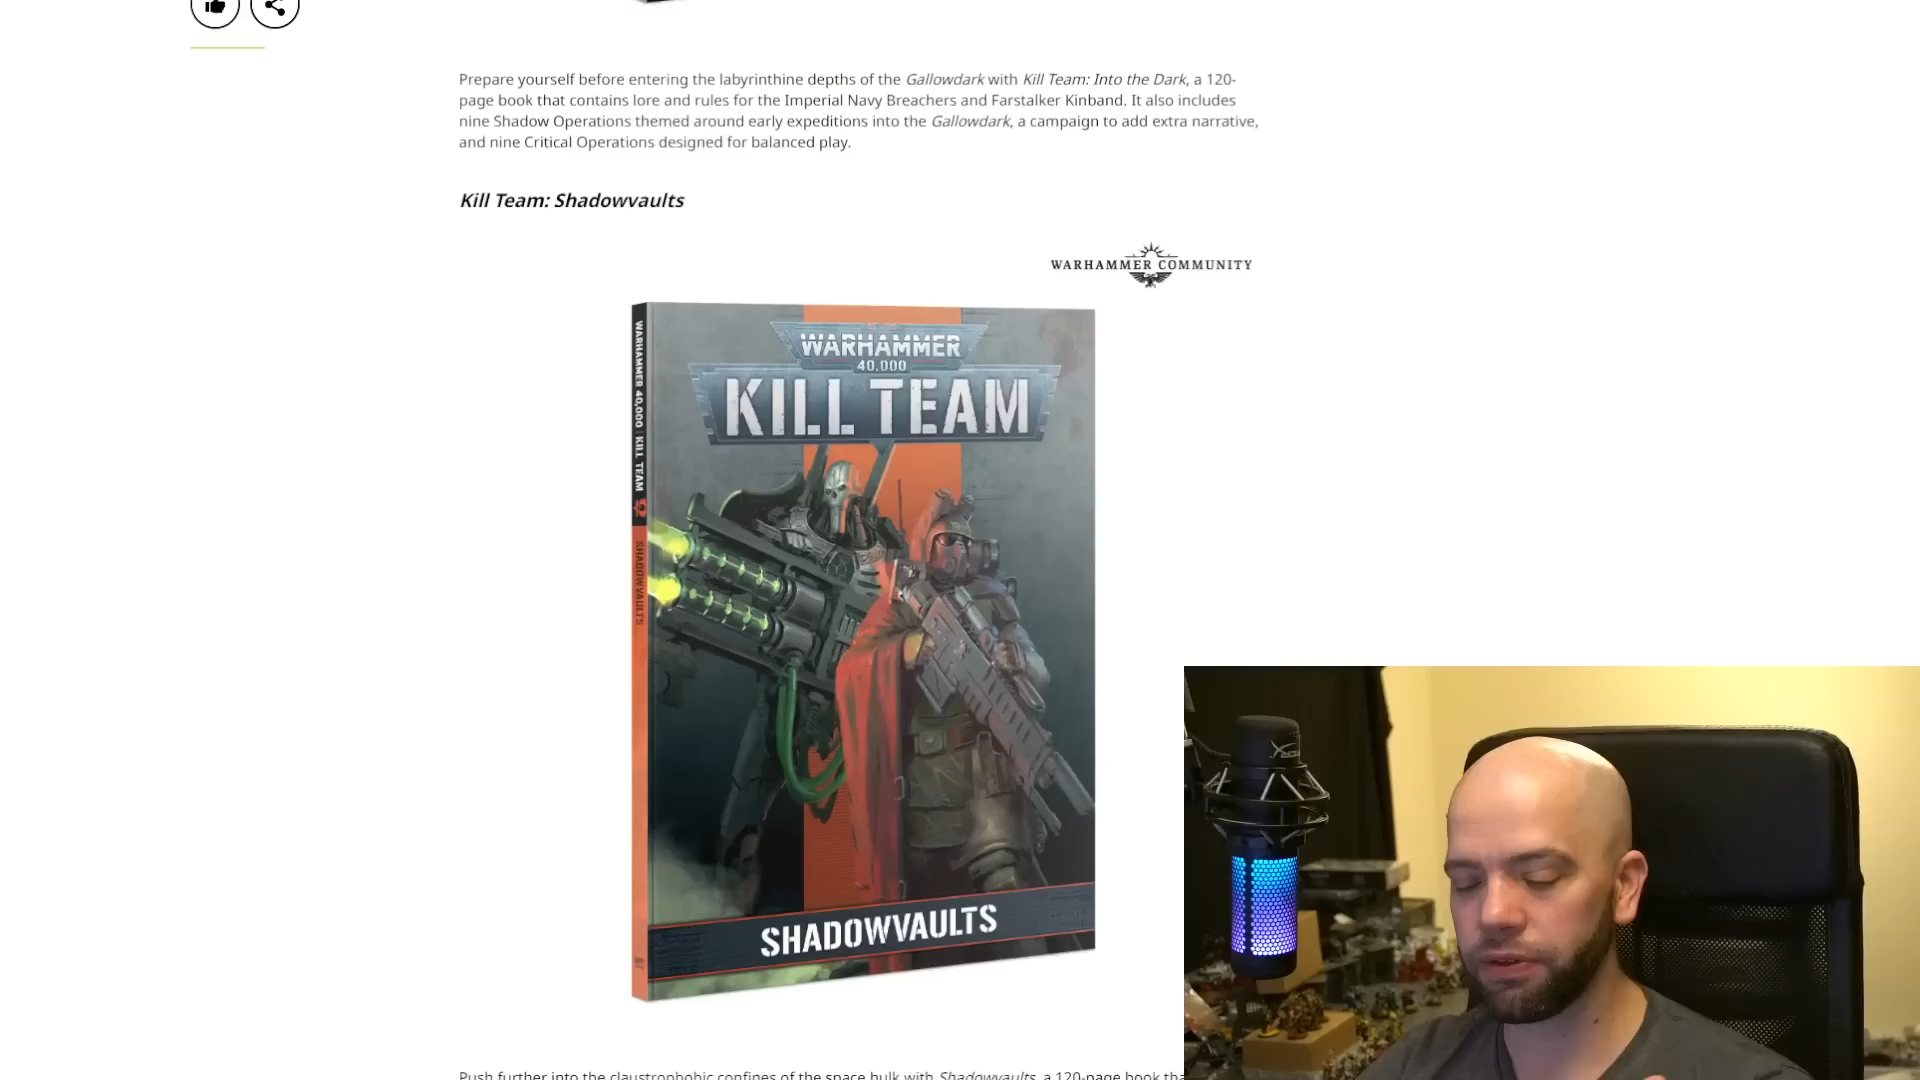 Prepare yourself before entering the labyrinthine depths of the Gallowdark with Kill Team: Into the Dark, a 120-
page book that contains lore and rules for the Imperial Navy Breachers and Farstalker Kinband. It also includes
nine Shadow Operations themed around early expeditions into the Gallowdark, a campaign to add extra narrative,
and nine Critical Operations designed for balanced play.
Kill Team: Shadowvaults
WARHAMMER COMMUNITY
WARHAMMER
40,000
KILL TEAM
WARHAMMER 40,000 KILL TEAM
SHADOWVAULTS
SHADOWVAULTS
Push further into the claustrophobic confines of the space hulk with Shadowvaults, a 120-page book tha